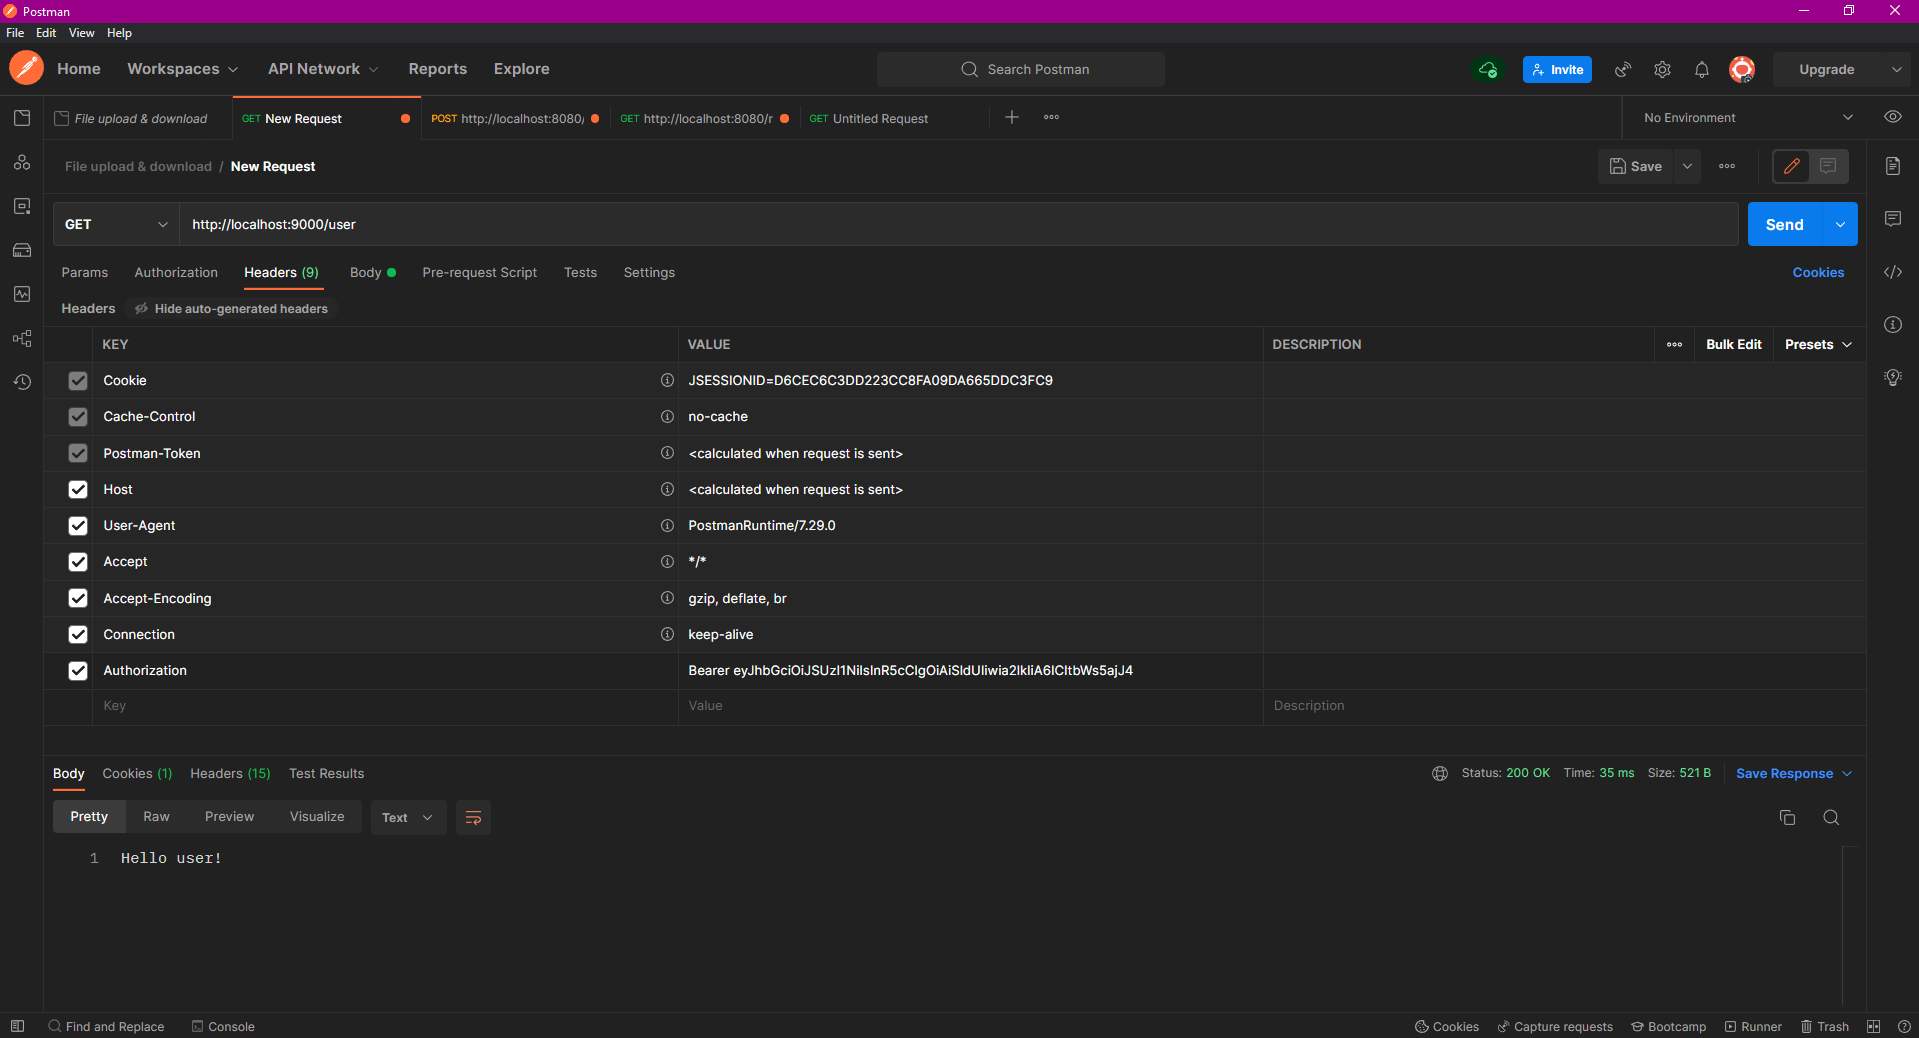 Postman
File Edit View Help
Home Workspaces API Network Reports Explore Search Postman Invite Upgrade
File upload & download GET New Request POST http://localhost:8080/ GET http://localhost:8080/r GET Untitled Request No Environment
File upload & download / New Request Save
GET http://localhost:9000/user Send
Params Authorization Headers (9) Body Pre-request Script Tests Settings Cookies
Headers Hide auto-generated headers
KEY VALUE DESCRIPTION Bulk Edit Presets
Cookie JSESSIONID=D6CEC6C3DD223CC8FA09DA665DDC3FC9
Cache-Control no-cache
Postman-Token <calculated when request is sent>
Host <calculated when request is sent>
User-Agent PostmanRuntime/7.29.0
Accept */*
Accept-Encoding gzip, deflate, br
Connection keep-alive
Authorization Bearer eyJhbGciOiJSUzI1NiIsInR5cCIgOiAiSldUIiwia2lkIiA6ICItbWs5ajJ4
Key Value Description
Body Cookies (1) Headers (15) Test Results Status: 200 OK Time: 35 ms Size: 521 B Save Response
Pretty Raw Preview Visualize Text
1 Hello user!
Find and Replace Console Cookies Capture requests Bootcamp Runner Trash